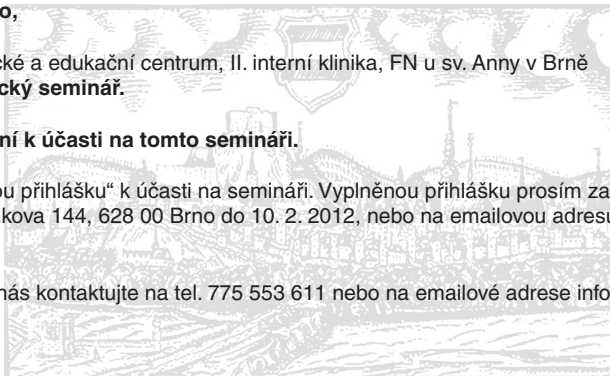 o,
cké a edukační centrum, II. interní klinika, FN u sv. Anny v Brně
cký seminář.
ní k účasti na tomto semináři.
ou přihlášku“ k účasti na semináři. Vyplněnou přihlášku prosím za
kova 144, 628 00 Brno do 10. 2. 2012, nebo na emailovou adresu
nás kontaktujte na tel. 775 553 611 nebo na emailové adrese info